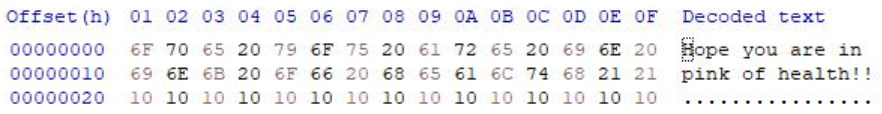 Offset(h) 01 02 03 04 05 06 07 08 09 0A 0B 0C 0D 0E 0F Decoded text
00000000 6F 70 65 20 79 6F 75 20 61 72 65 20 69 6E 20 Hope you are in
00000010 69 6E 6B 20 6F 66 20 68 65 61 6C 74 68 21 21 pink of health!!
00000020 10 10 10 10 10 10 10 10 10 10 10 10 10 10 10 ................